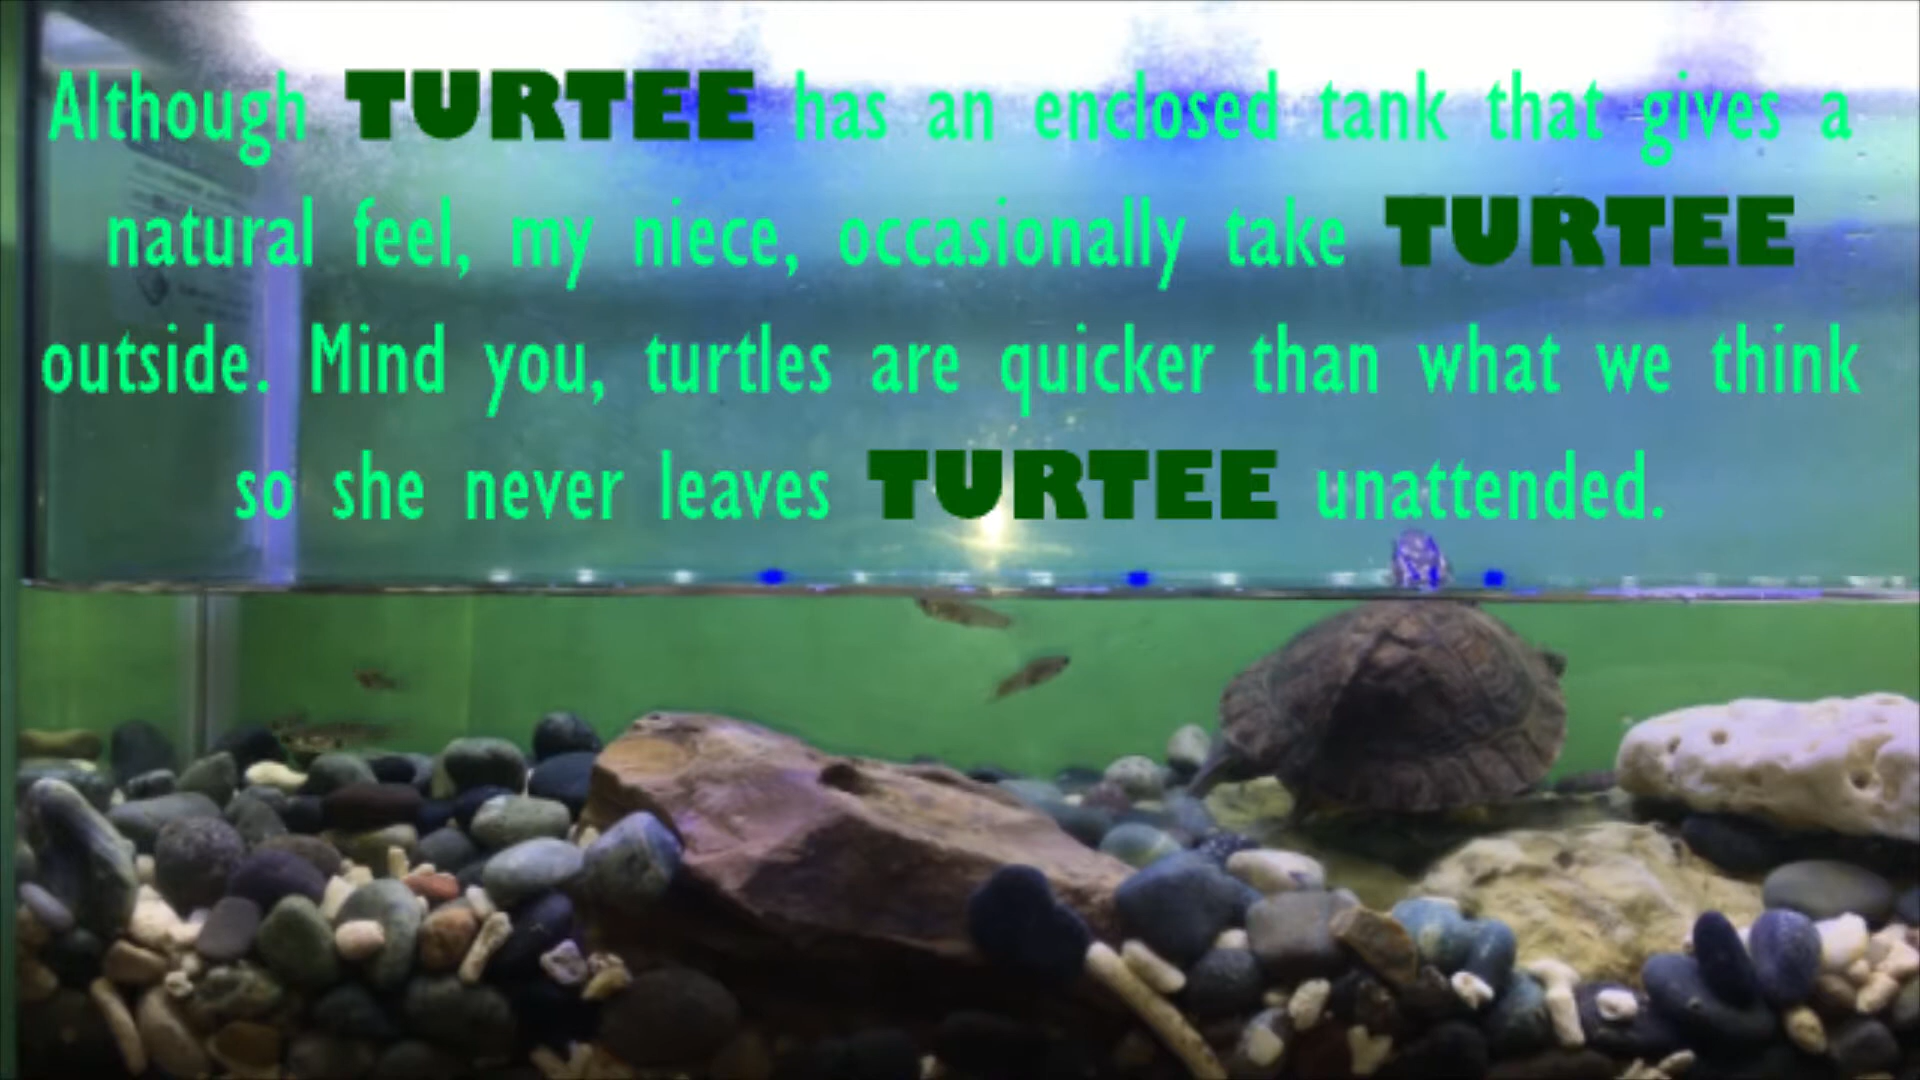 Although TURTEE has an enclosed tank that gives a
natural feel, my niece, occasionally take TURTEE
outside. Mind you, turtles are quicker than what we think
so she never leaves TURTEE unattended.